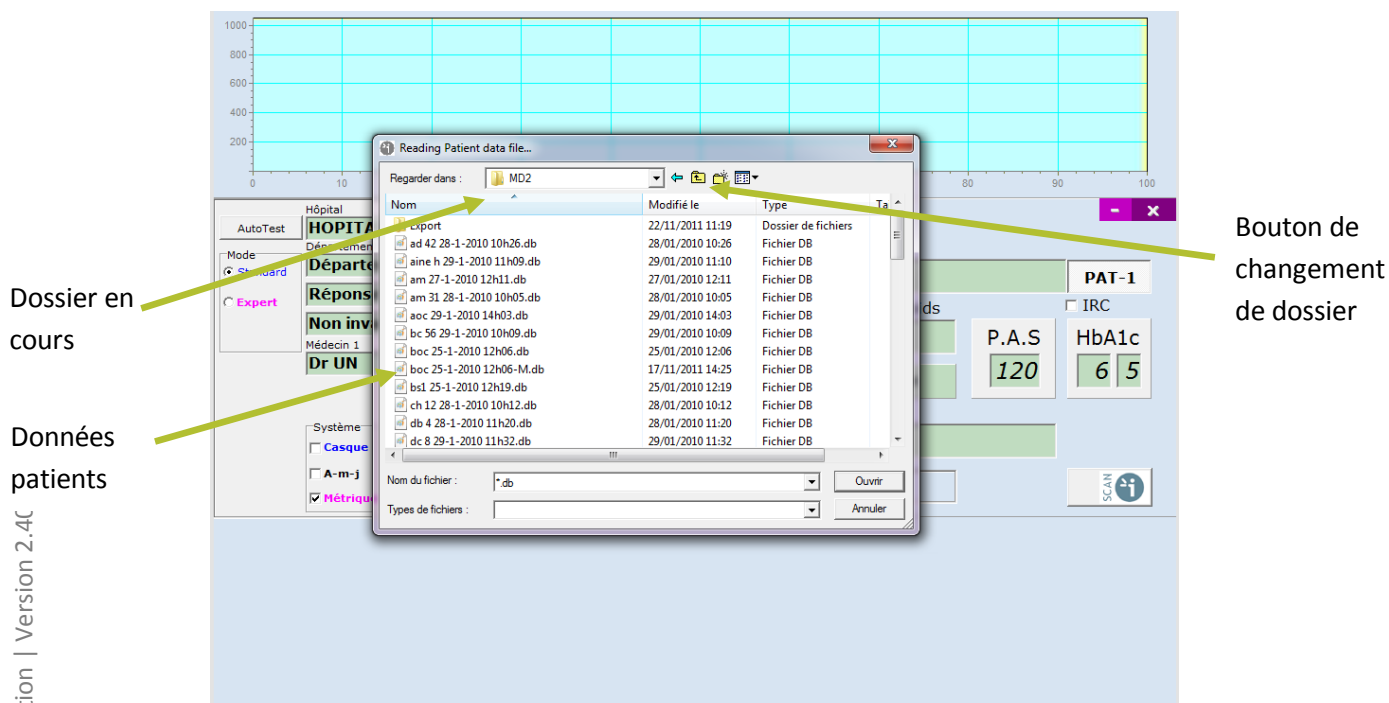 1000
800
600
400
200
0 10 80 90 100
Reading Patient data file...
Regarder dans : MD2
Nom Modifié le Type Ta
Export 22/11/2011 11:19 Dossier de fichiers
ad 42 28-1-2010 10h26.db 28/01/2010 10:26 Fichier DB
aine h 29-1-2010 11h09.db 29/01/2010 11:10 Fichier DB
am 27-1-2010 12h11.db 27/01/2010 12:11 Fichier DB
am 31 28-1-2010 10h05.db 28/01/2010 10:05 Fichier DB
aoc 29-1-2010 14h03.db 29/01/2010 14:03 Fichier DB
bc 56 29-1-2010 10h09.db 29/01/2010 10:09 Fichier DB
boc 25-1-2010 12h06.db 25/01/2010 12:06 Fichier DB
boc 25-1-2010 12h06-M.db 17/11/2011 14:25 Fichier DB
bs1 25-1-2010 12h19.db 25/01/2010 12:19 Fichier DB
ch 12 28-1-2010 10h12.db 28/01/2010 10:12 Fichier DB
db 4 28-1-2010 11h20.db 28/01/2010 11:20 Fichier DB
dc 8 29-1-2010 11h32.db 29/01/2010 11:32 Fichier DB
Nom du fichier : *.db Ouvrir
Types de fichiers : Annuler
AutoTest
Mode
Standard
Expert
Hôpital
HOPITA
Départemen
Départe
Répons
Non inva
Médecin 1
Dr UN
Système
Casque
A-m-j
Métriqu
ds
PAT-1
IRC
P.A.S HbA1c
120 6 5
SCAN
Dossier en
cours
Données
patients
Bouton de
changement
de dossier
tion | Version 2.40